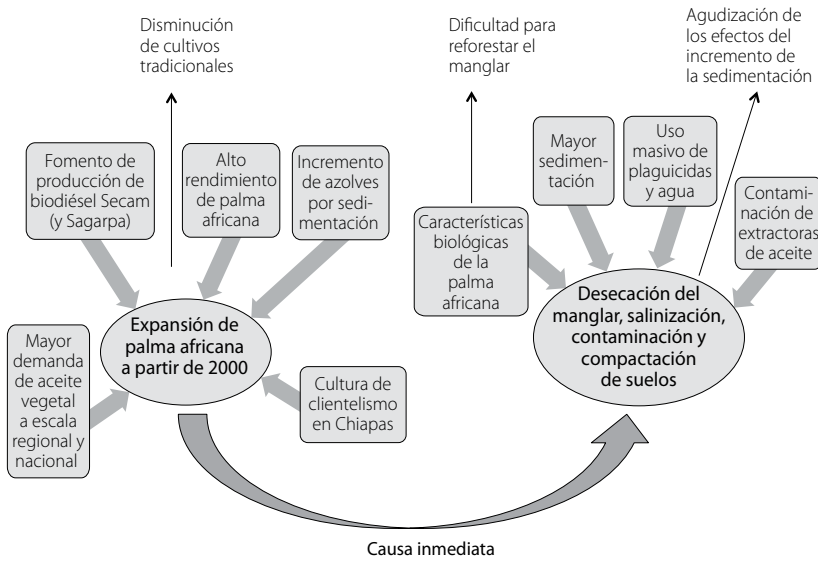 Disminución
de cultivos
tradicionales
Dificultad para
reforestar el
manglar
Agudización de
los efectos del
incremento de
la sedimentación
Fomento de
producción de
biodiésel Secam
(y Sagarpa)
Alto
rendimiento
de palma
africana
Incremento
de azolves
por sedi-
mentación
Mayor
sedimen-
tación
Uso
masivo de
plaguicidas
y agua
Contami-
nación de
extractoras
de aceite
Características
biológicas
de la
palma
africana
Expansión de
palma africana
a partir de 2000
Desecación del
manglar, salinización,
contaminación y
compactación
de suelos
Mayor
demanda
de aceite
vegetal
a escala
regional y
nacional
Cultura de
clientelismo
en Chiapas
Causa inmediata